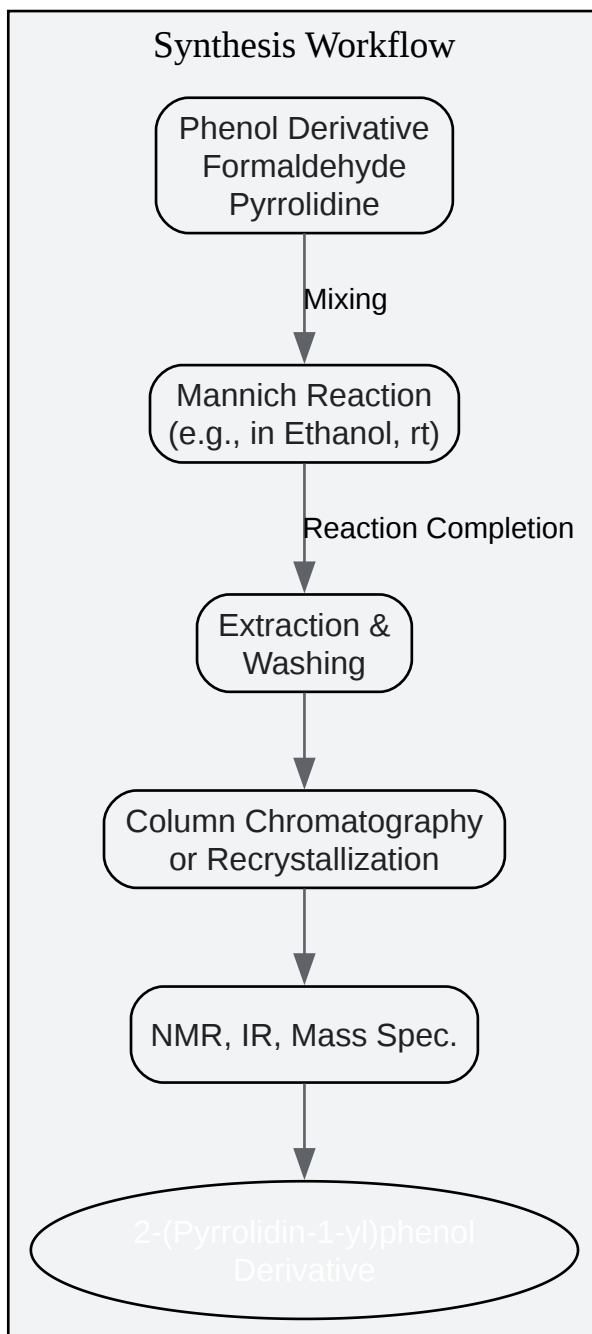 Synthesis Workflow
Phenol Derivative
Formaldehyde
Pyrrolidine
Mixing
Mannich Reaction
(e.g., in Ethanol, rt)
Reaction Completion
Extraction &
Washing
Column Chromatography
or Recrystallization
NMR, IR, Mass Spec.
2-(Pyrrolidin-1-yl)phenol
Derivative